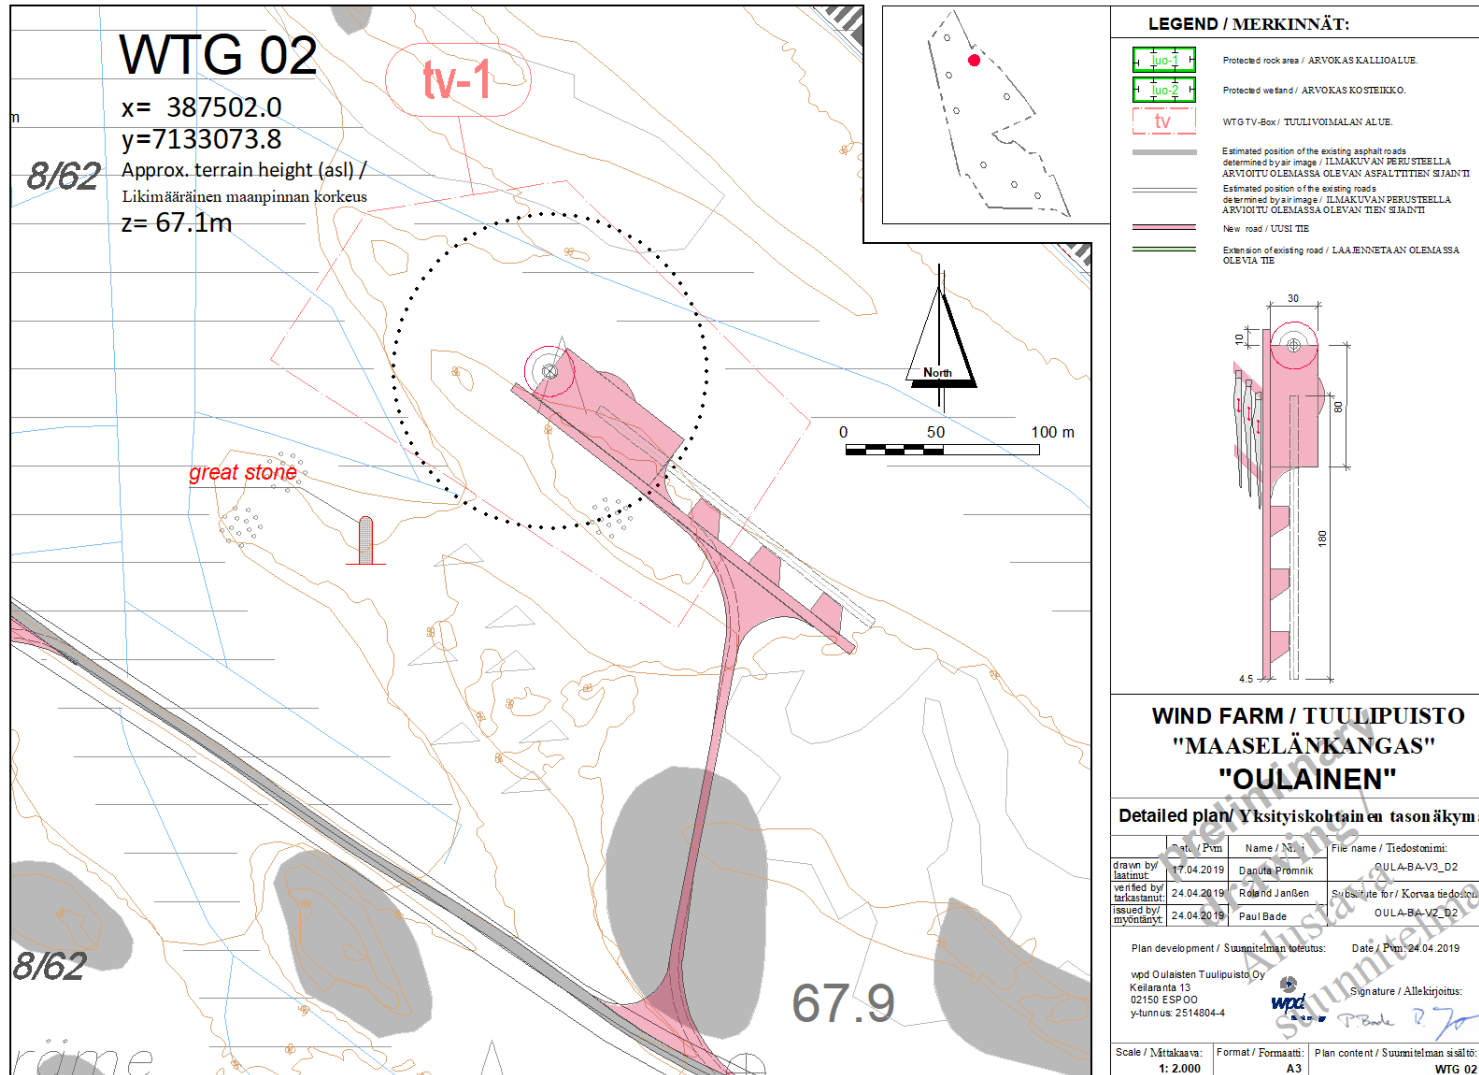 WTG 02
x= 387502.0
y=7133073.8
Approx. terrain height (asl) /
Likimääräinen maanpinnan korkeus
z= 67.1m
m
8/62
tv-1
great stone
North
0 50 100 m
8/62
67.9
räme
LEGEND / MERKINNÄT:
luo-1 Protected rock area / ARVOKAS KALLIOALUE.
luo-2 Protected wetland / ARVOKAS KOSTEIKKO.
tv WTG TV-Box / TUULIVOIMALAN ALUE.
Estimated position of the existing asphalt roads
determined by air image / ILMAKUVAN PERUSTEELLA
ARVIOITU OLEMASSA OLEVAN ASFALTTITIEN SIJAINTI
Estimated position of the existing roads
determined by air image / ILMAKUVAN PERUSTEELLA
ARVIOITU OLEMASSA OLEVAN TIEN SIJAINTI
New road / UUSI TIE
Extension of existing road / LAAJENNETAAN OLEMASSA
OLEVIA TIE
30
10
80
180
4.5
WIND FARM / TUULIPUISTO
"MAASELÄNKANGAS"
"OULAINEN"
preliminary
drawing /
Alustava
suunnitelma
Detailed plan/ Yksityiskohtainen tasonäkym
Date / Pvm Name / Nimi File name / Tiedostonimi:
drawn by/
laatinut: 17.04.2019 Danuta Promnik OULA-BA-V3_D2
verified by/
tarkastanut: 24.04.2019 Roland Janßen Substitute for / Korvaa tiedoston
issued by/
myöntänyt: 24.04.2019 Paul Bade OULA-BA-V2_D2
Plan development / Suunnitelman toteutus: Date / Pvm: 24.04.2019
wpd Oulaisten Tuulipuisto Oy
Keilaranta 13
02150 ESPOO
y-tunnus: 2514804-4
wpd
Signature / Allekirjoitus:
P. Bade
Scale / Mittakaava: Format / Formaatti: Plan content / Suunnitelman sisältö:
1: 2.000 A3 WTG 02